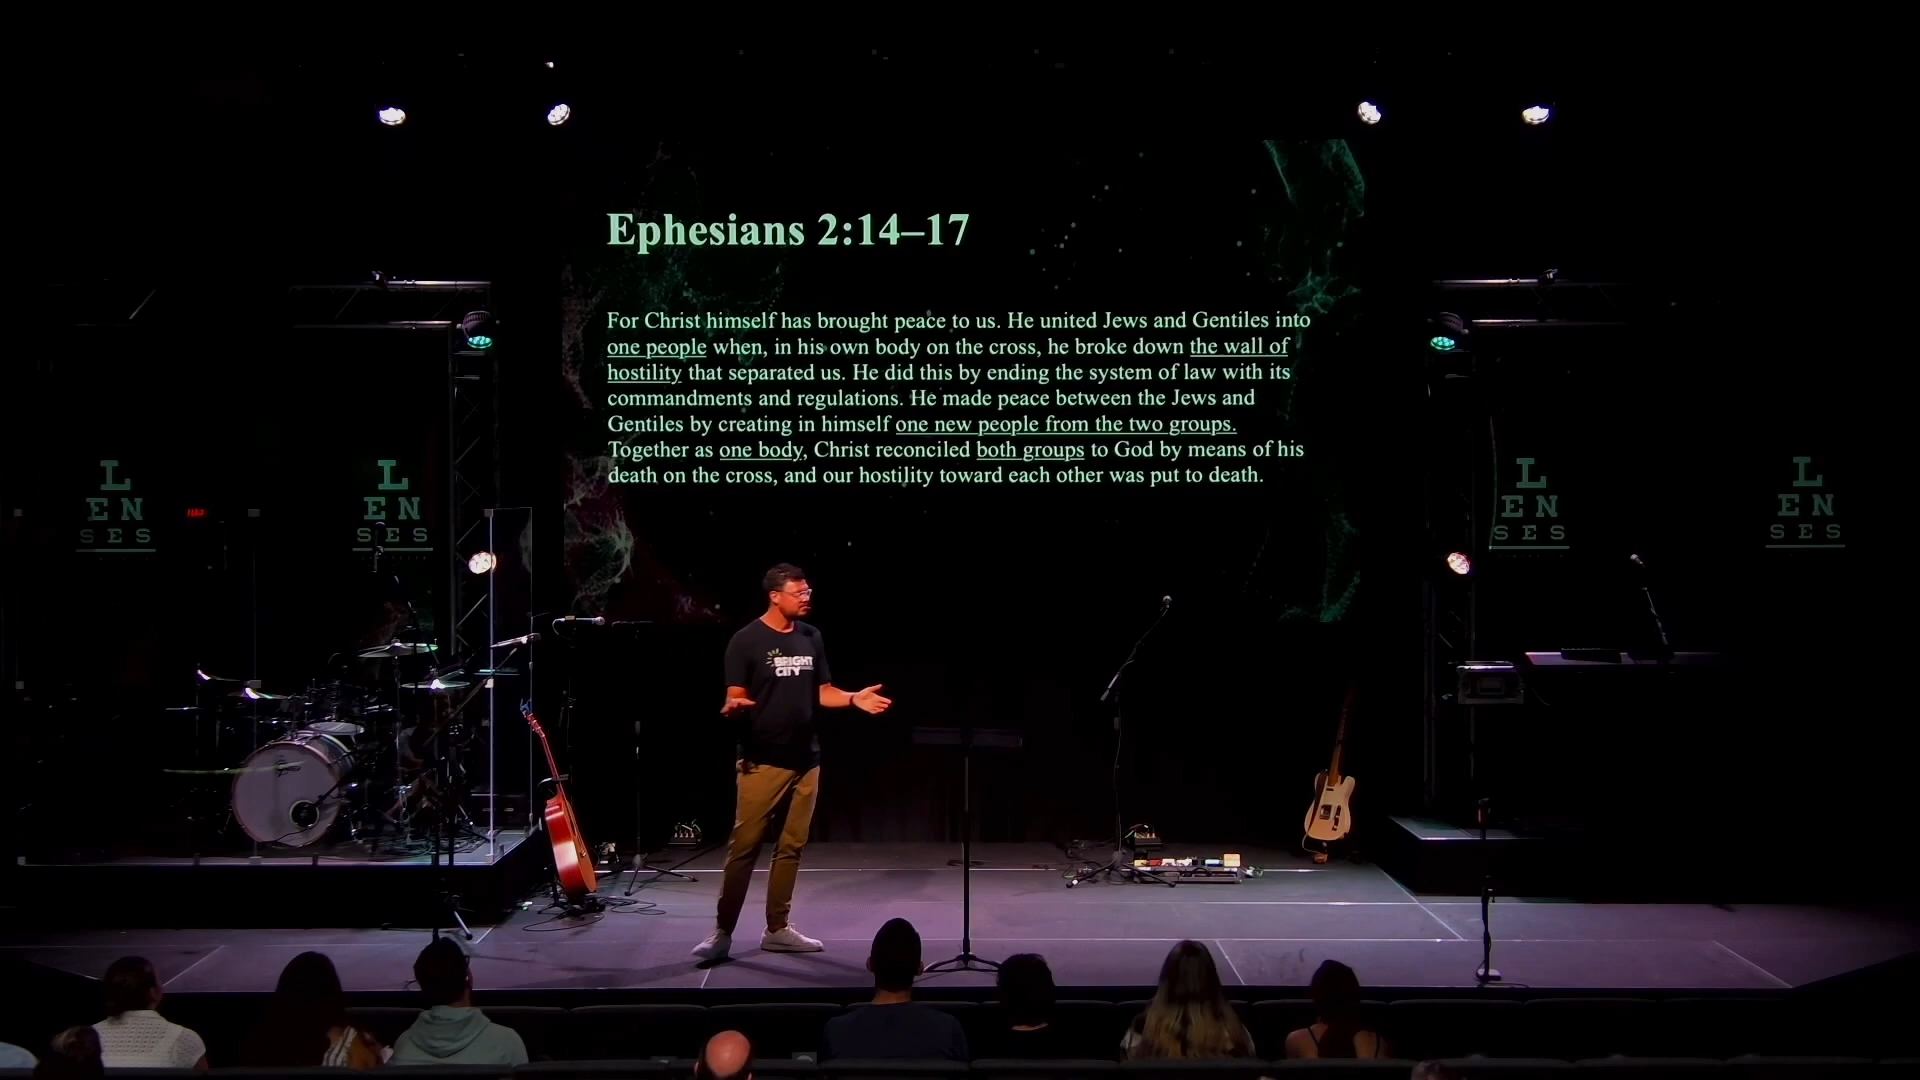 Ephesians 2:14–17
For Christ himself has brought peace to us. He united Jews and Gentiles into
one people when, in his own body on the cross, he broke down the wall of
hostility that separated us. He did this by ending the system of law with its
commandments and regulations. He made peace between the Jews and
Gentiles by creating in himself one new people from the two groups.
Together as one body, Christ reconciled both groups to God by means of his
death on the cross, and our hostility toward each other was put to death.
L
EN
SES
L
EN
SES
L
EN
SES
L
EN
SES
BRIGHT
CITY